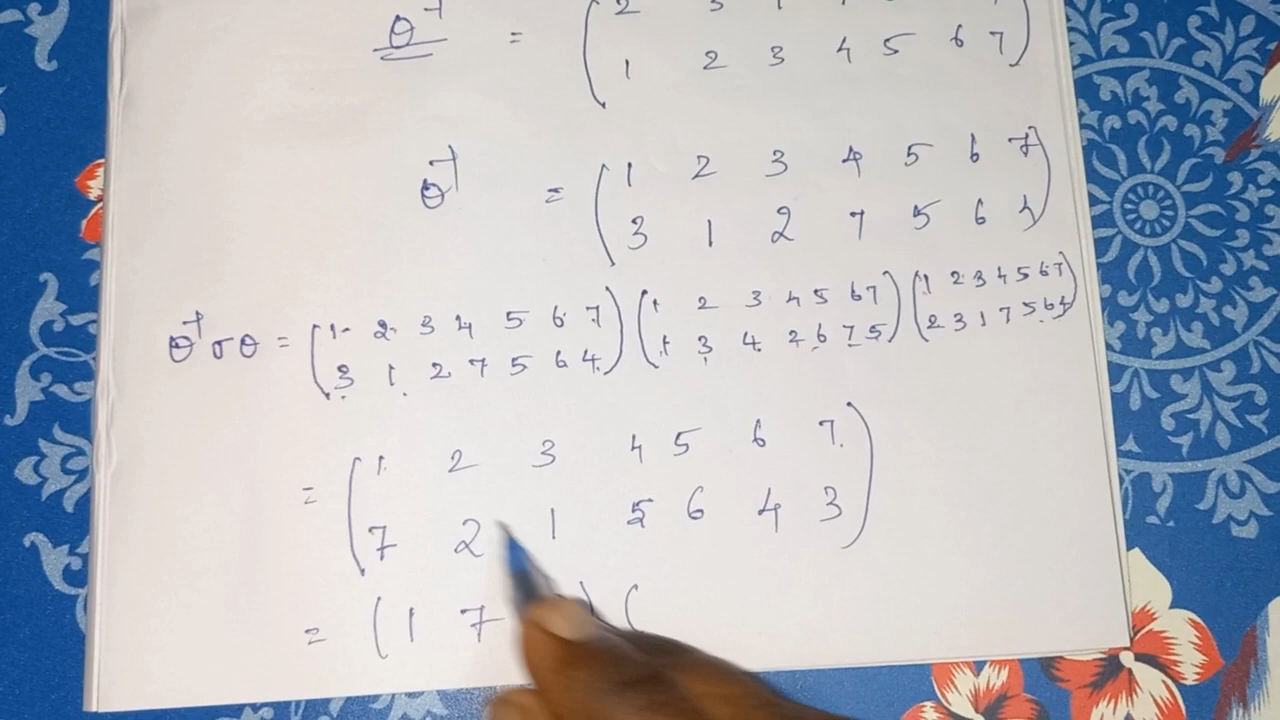 θ⁻¹ = ( 2 3 1
1 2 3 4 5 6 7 )
θ⁻¹ = ( 1 2 3 4 5 6 7
3 1 2 7 5 6 4 )
θ⁻¹ σ θ = ( 1 2 3 4 5 6 7 ) ( 1 2 3 4 5 6 7 ) ( 1 2 3 4 5 6 7 )
3 1 2 7 5 6 4 1 3 4 2 6 7 5 2 3 1 7 5 6 4
= ( 1 2 3 4 5 6 7
7 2 1 5 6 4 3 )
= ( 1 7 ) (